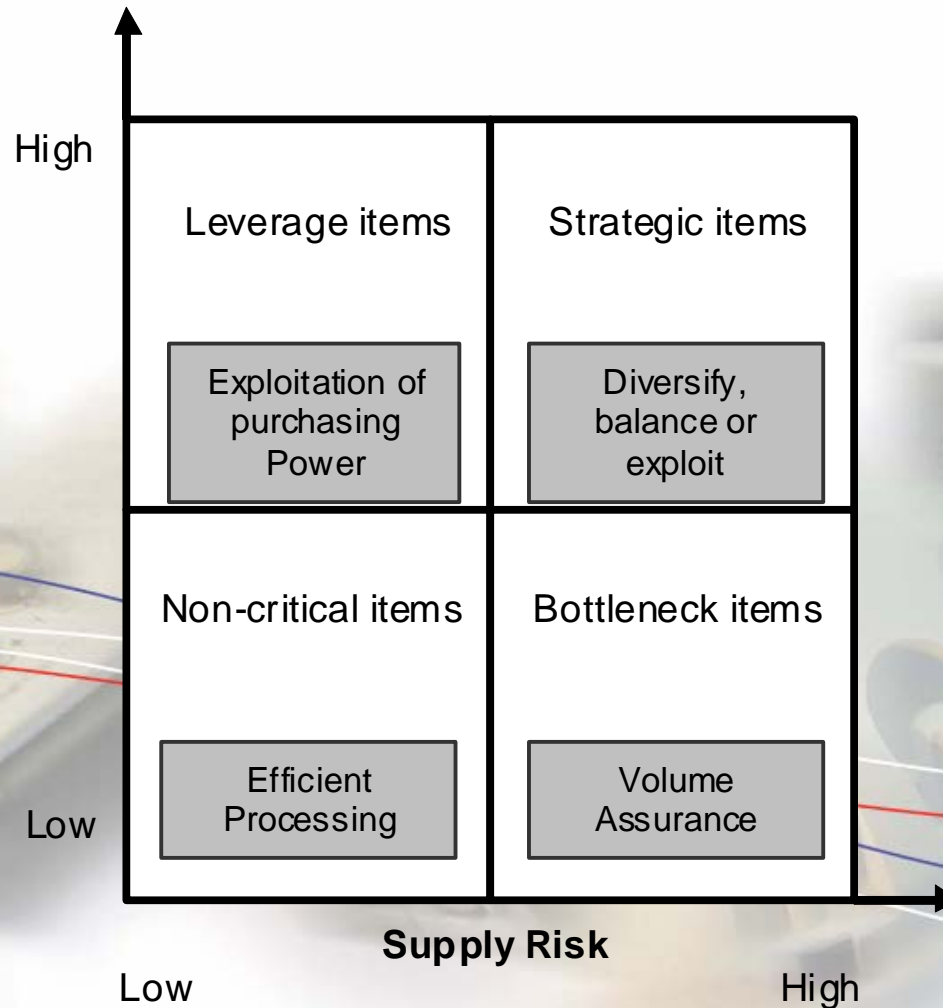 High
Leverage items
Strategic items
Exploitation of
purchasing
Power
Diversify,
balance or
exploit
Non-critical items
Bottleneck items
Low
Efficient
Processing
Volume
Assurance
Supply Risk
Low
High